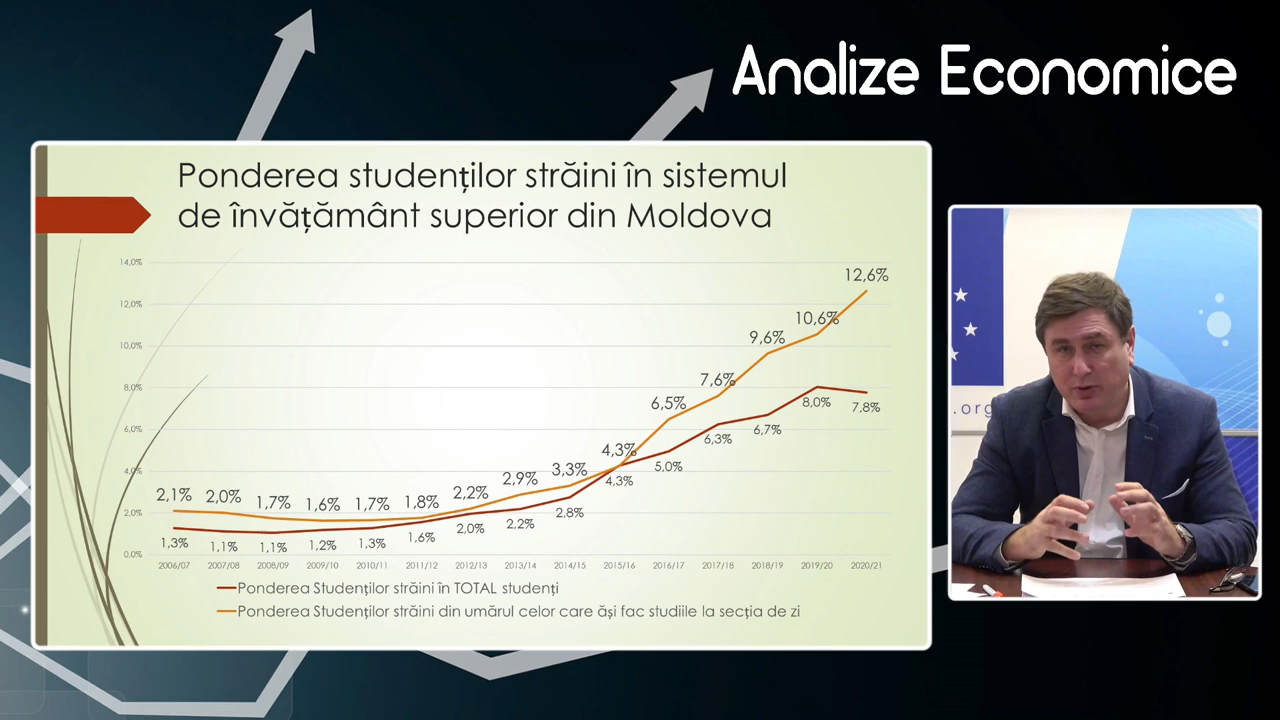 Analize Economice
Ponderea studenților străini în sistemul
de învățământ superior din Moldova
14,0%
12,0%
10,0%
8,0%
6,0%
4,0%
2,0%
0,0%
2,1% 2,0% 1,7% 1,6% 1,7% 1,8% 2,2% 2,9% 3,3% 4,3% 6,5% 7,6% 9,6% 10,6% 12,6%
1,3% 1,1% 1,1% 1,2% 1,3% 1,6% 2,0% 2,2% 2,8% 4,3% 5,0% 6,3% 6,7% 8,0% 7,8%
2006/07 2007/08 2008/09 2009/10 2010/11 2011/12 2012/13 2013/14 2014/15 2015/16 2016/17 2017/18 2018/19 2019/20 2020/21
Ponderea Studenților străini în TOTAL studenți
Ponderea Studenților străini din umărul celor care ăși fac studiile la secția de zi
.org